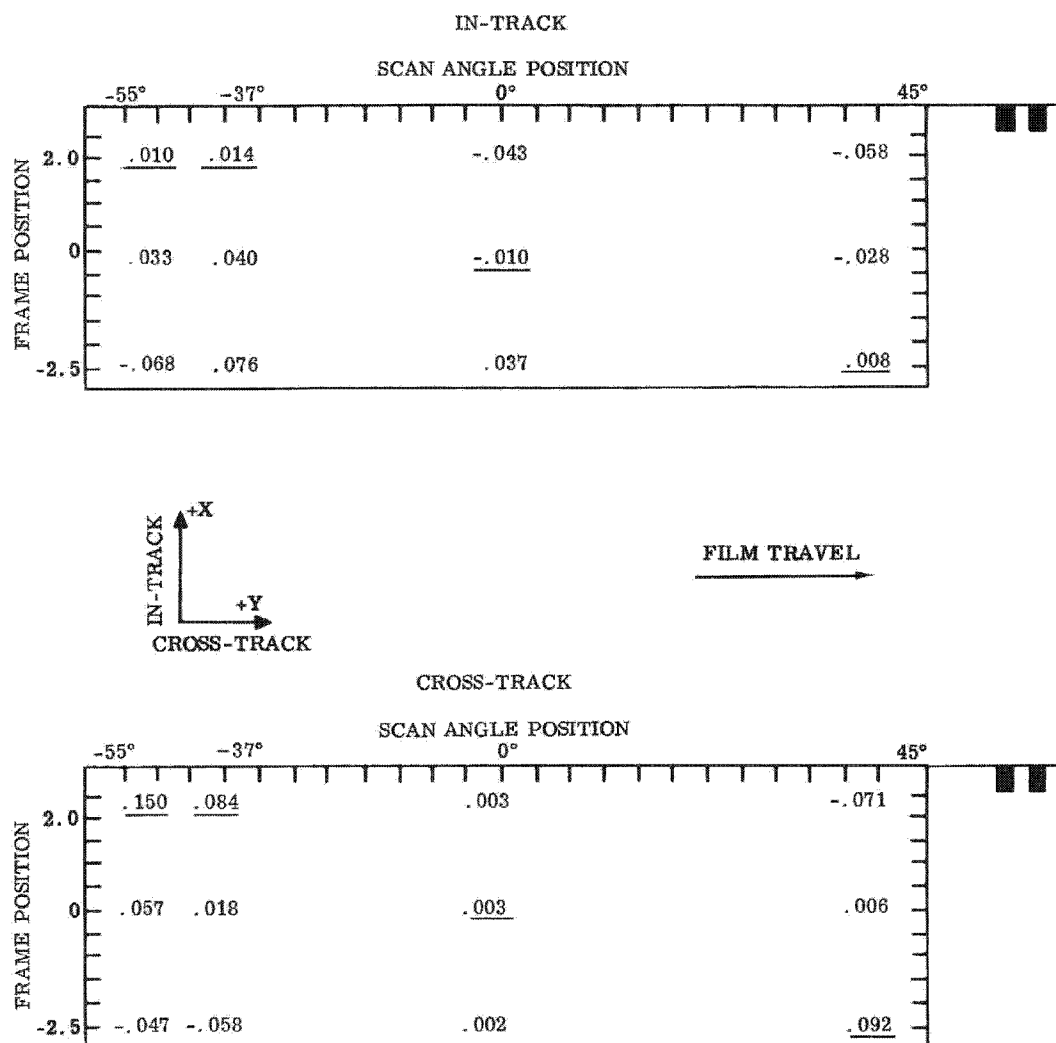 IN-TRACK
SCAN ANGLE POSITION
-55° -37° 0° 45°
FRAME POSITION
2.0 .010 .014 -.043 -.058
0 .033 .040 -.010 -.028
-2.5 -.068 .076 .037 .008
+X
IN-TRACK
+Y
CROSS-TRACK
FILM TRAVEL
CROSS-TRACK
SCAN ANGLE POSITION
-55° -37° 0° 45°
FRAME POSITION
2.0 .150 .084 .003 -.071
0 .057 .018 .003 .006
-2.5 -.047 -.058 .002 .092